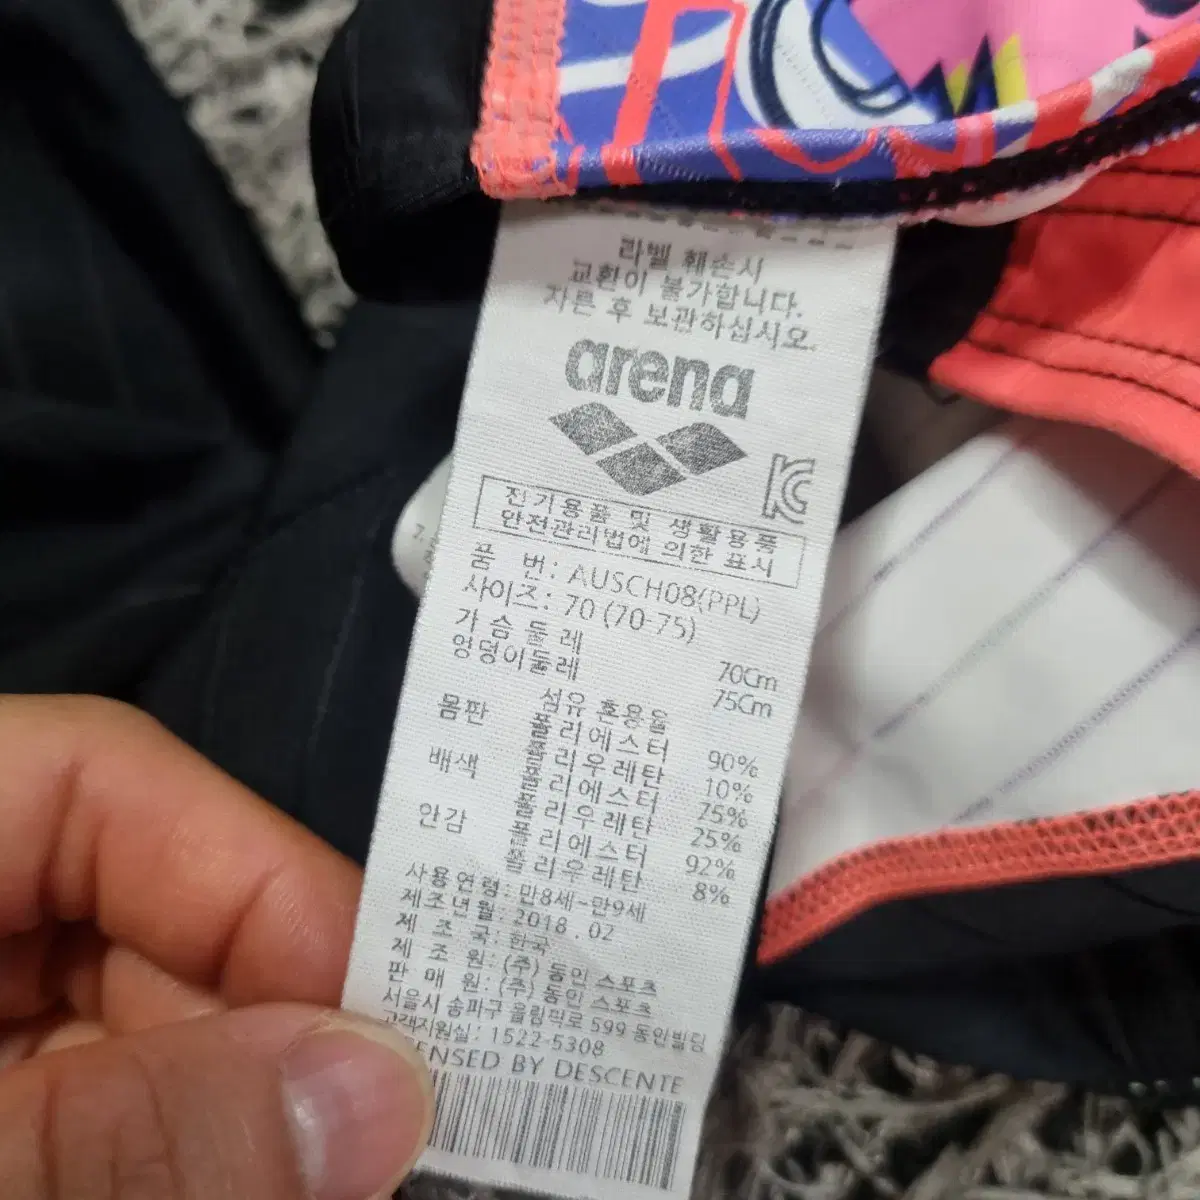 라벨 훼손시
교환이 불가합니다.
자른 후 보관하십시오.
arena
KC
전기용품 및 생활용품
안전관리법에 의한 표시
품 번: AUSCH08(PPL)
사이즈: 70 (70-75)
가슴둘레 70Cm
엉덩이둘레 75Cm
섬유 혼용율
몸판 폴리에스터 90%
폴리우레탄 10%
배색 폴리에스터 75%
폴리우레탄 25%
안감 폴리에스터 92%
폴리우레탄 8%
사용연령: 만8세~만9세
제조년월: 2018.02
제 조 국: 한국
제 조 원: (주) 동인 스포츠
판 매 원: (주) 동인 스포츠
서울시 송파구 올림픽로 599 동인빌딩
고객지원실: 1522-5308
ENSED BY DESCENTE